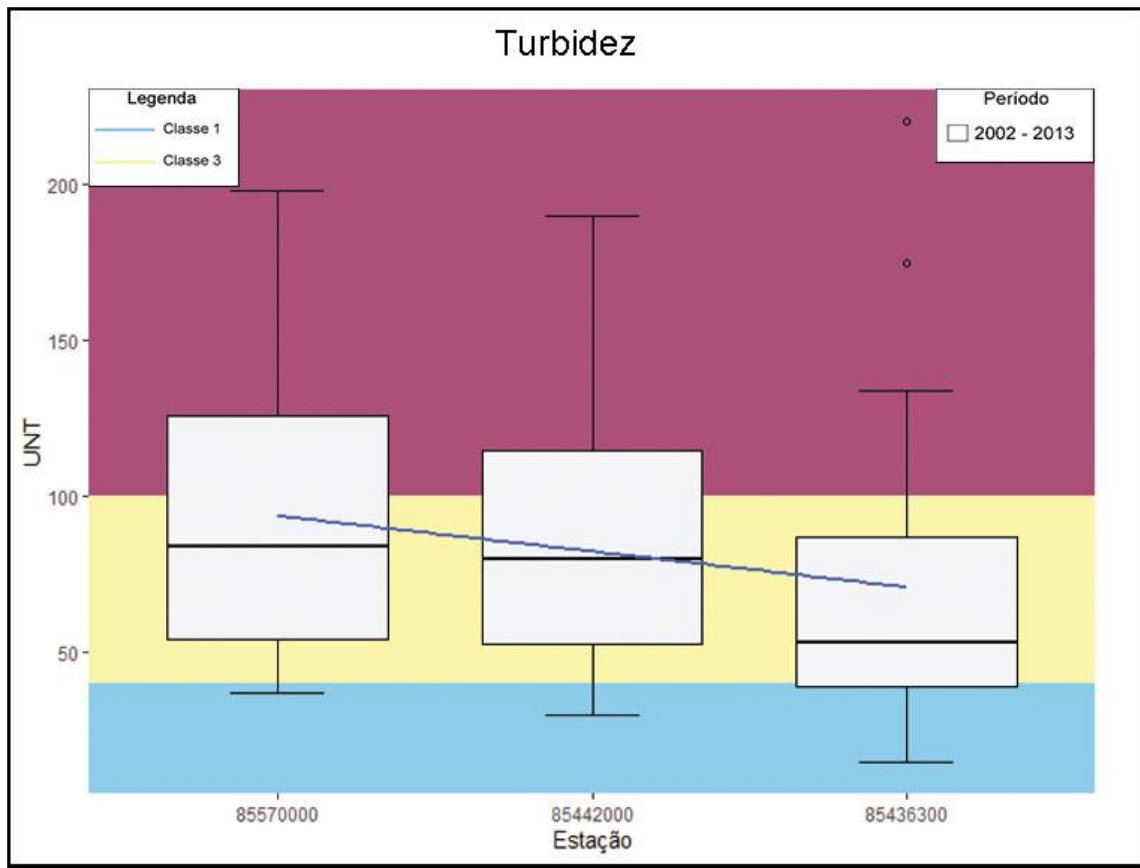 Turbidez
Legenda
Classe 1
Classe 3
Período
2002 - 2013
200
150
100
50
UNT
85570000
85442000
85436300
Estação